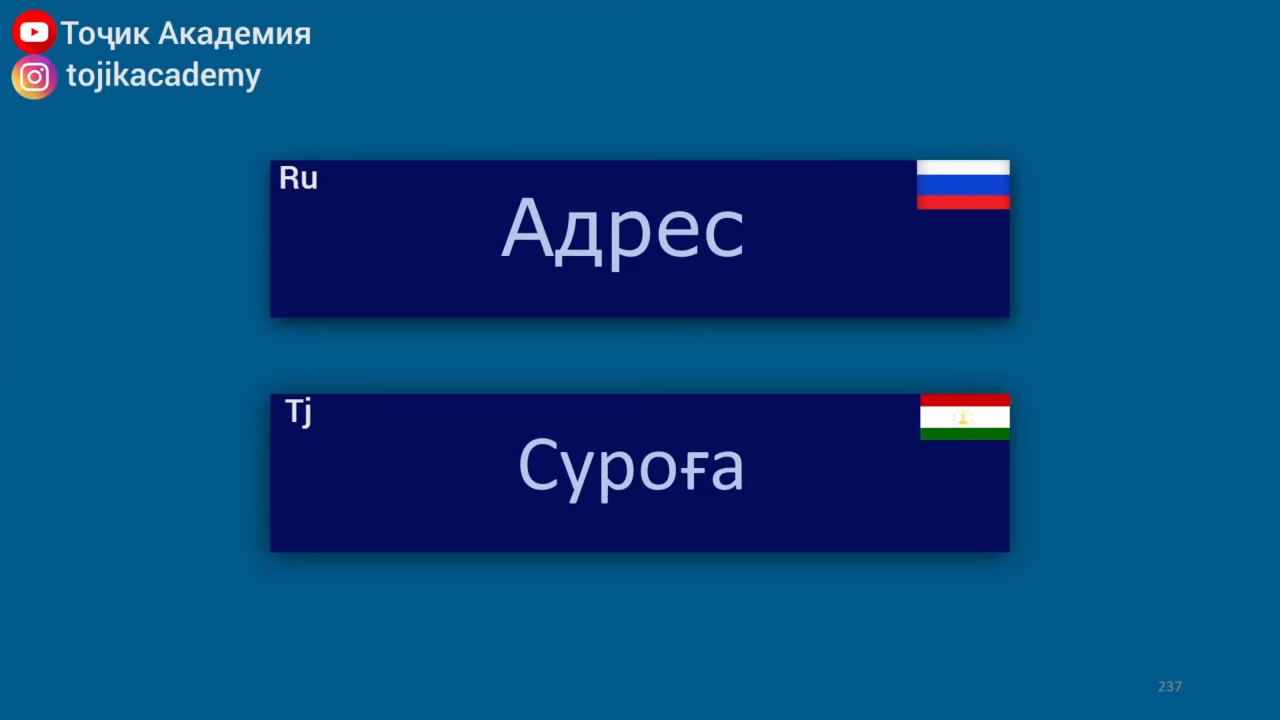 Тоҷик Академия
tojikacademy
Ru
Адрес
Tj
Суроға
237